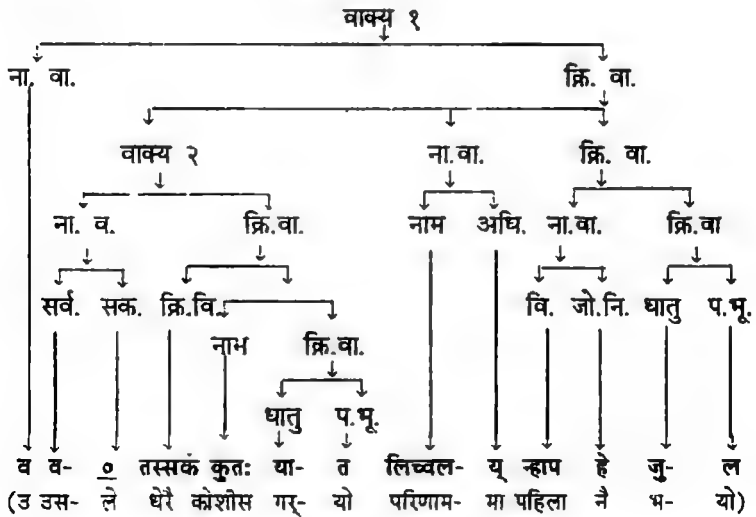 वाक्य १
ना. वा. क्रि. वा.
वाक्य २ ना.वा. क्रि. वा.
ना. व. क्रि.वा. नाम अधि. ना.वा. क्रि.वा
सर्व. सक. क्रि.वि. वि. जो.नि. धातु प.भू.
नाभ क्रि.वा.
धातु प.भू.
व व- ० तस्सकं कुतः या- त लिच्वल- य् न्हाप हे जु- ल
(उ उस- ले धेरै कोशोस गर्- यो परिणाम- मा पहिला नै भ- यो)